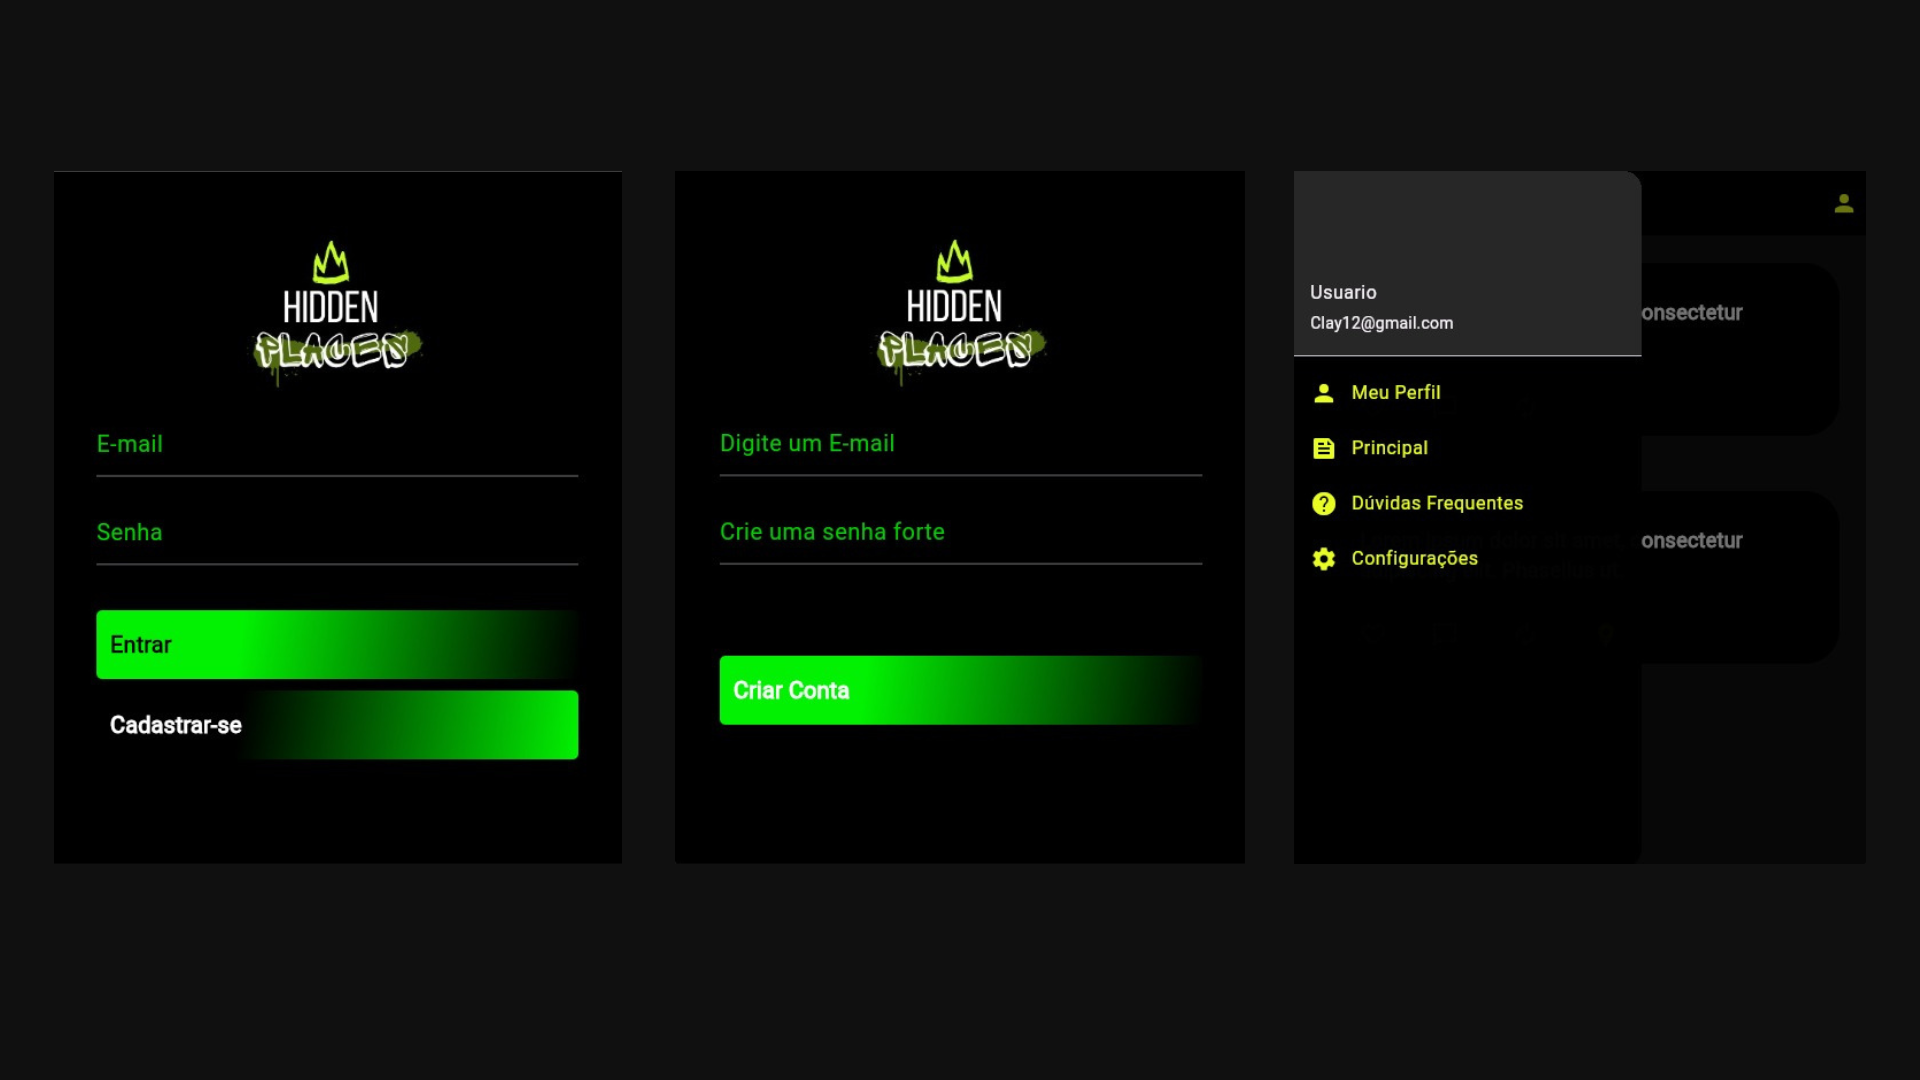 HIDDEN
PLACES
E-mail
Senha
Entrar
Cadastrar-se
HIDDEN
PLACES
Digite um E-mail
Crie uma senha forte
Criar Conta
Usuario
Clay12@gmail.com
Meu Perfil
Principal
Dúvidas Frequentes
Configurações
onsectetur
onsectetur